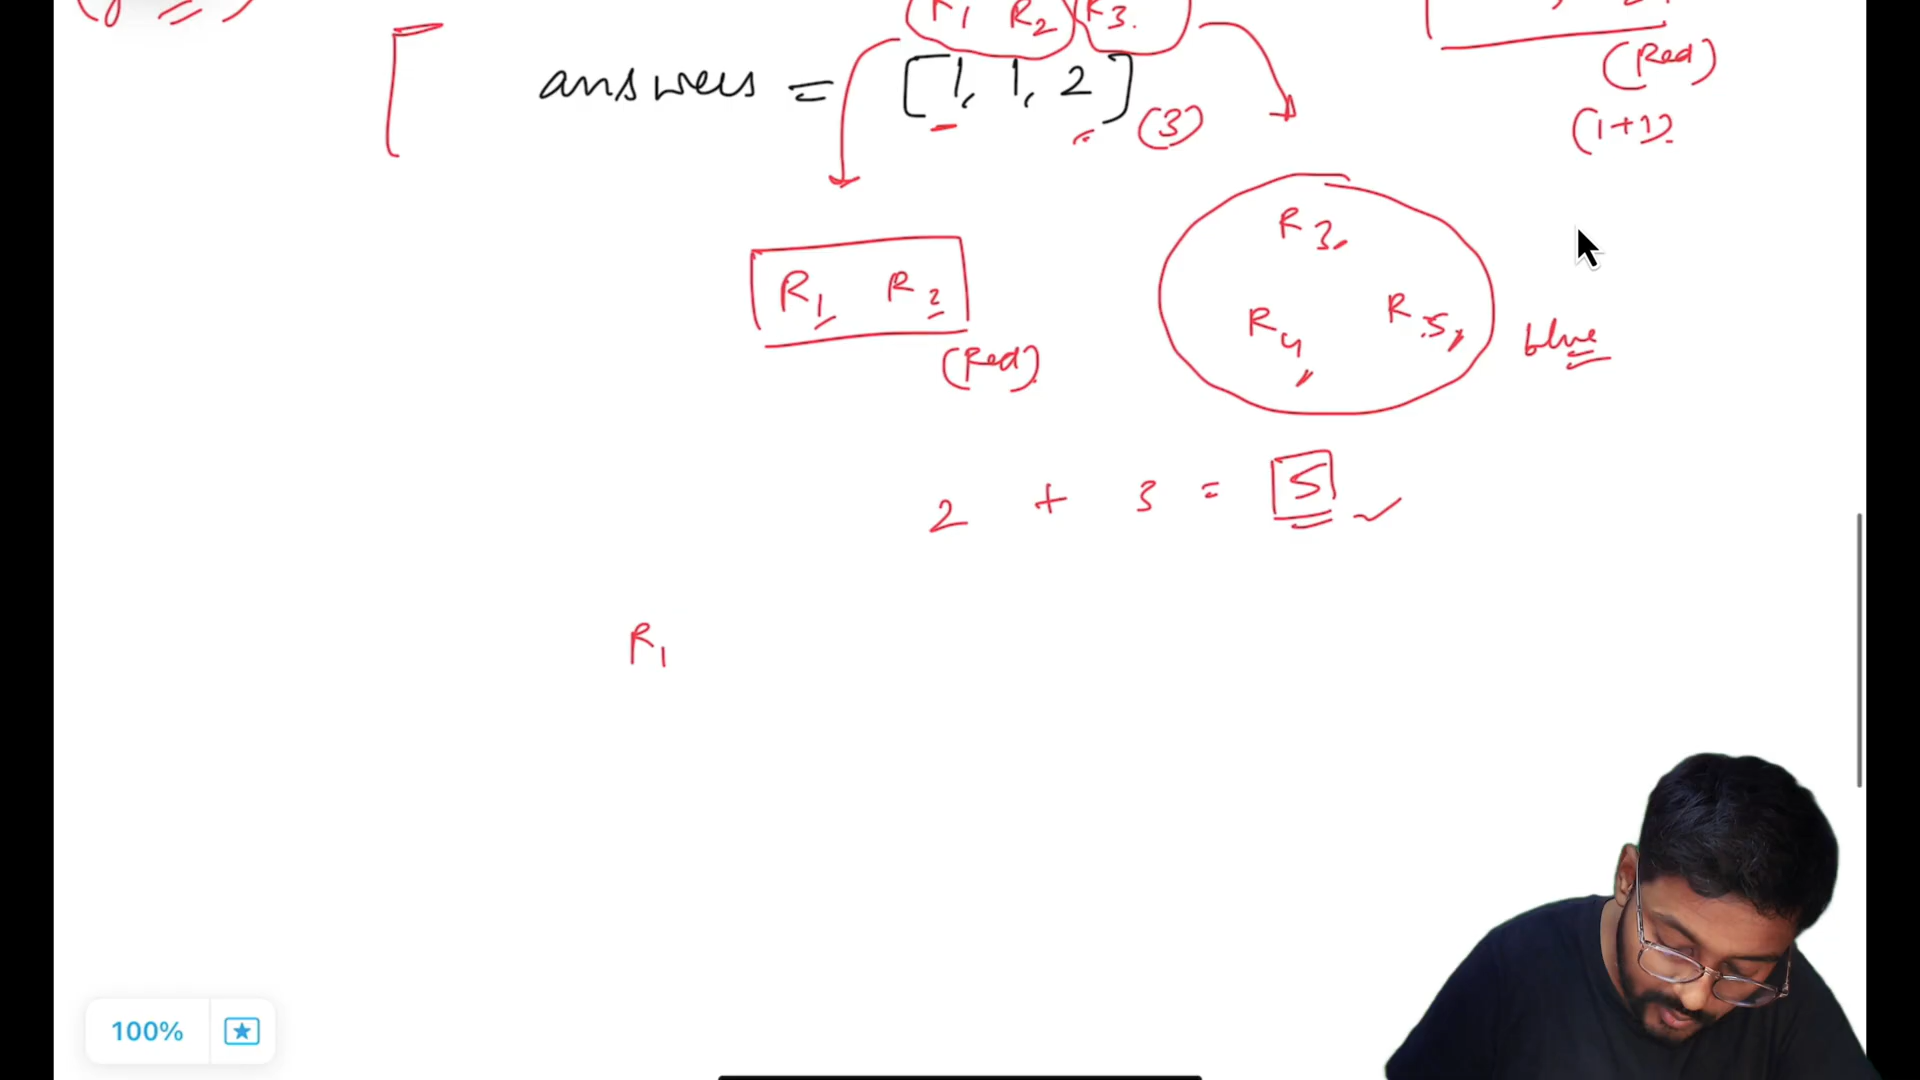 R1 R2 R3.
answers = [1, 1, 2]
(3)
(Red)
(1+1)
R3
R1 R2
R4 R5
blue
(Red)
2 + 3 = 5
R1
100%